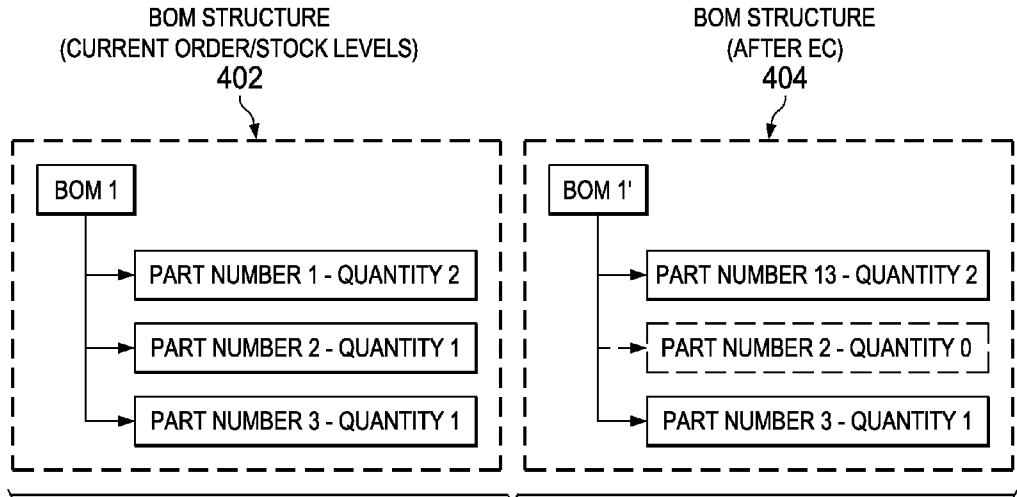 BOM STRUCTURE
(CURRENT ORDER/STOCK LEVELS)
402
BOM 1
PART NUMBER 1 - QUANTITY 2
PART NUMBER 2 - QUANTITY 1
PART NUMBER 3 - QUANTITY 1
BOM STRUCTURE
(AFTER EC)
404
BOM 1'
PART NUMBER 13 - QUANTITY 2
PART NUMBER 2 - QUANTITY 0
PART NUMBER 3 - QUANTITY 1